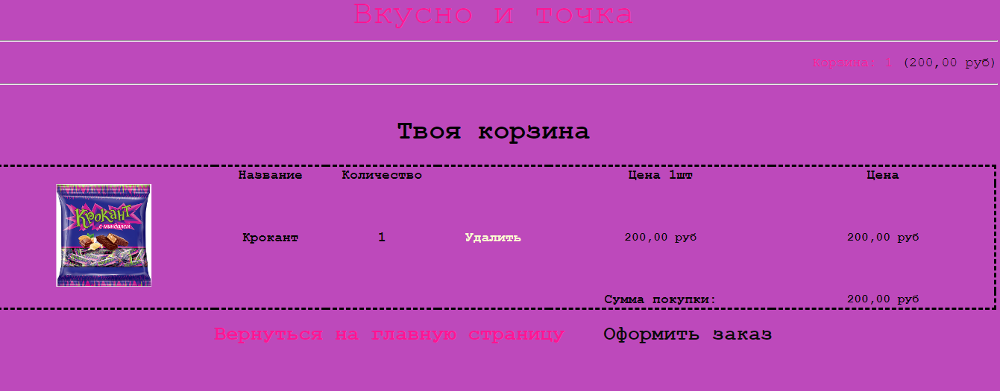 Вкусно и точка
Корзина: 1 (200,00 руб)
Твоя корзина
Название Количество Цена 1шт Цена
КРОКАНТ
с миндалем
Крокант 1 Удалить 200,00 руб 200,00 руб
Сумма покупки: 200,00 руб
Вернуться на главную страницу Оформить заказ